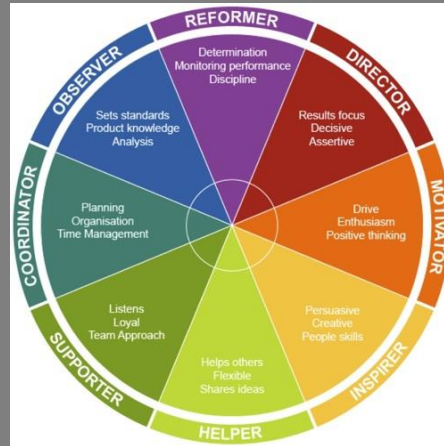 REFORMER
Determination
Monitoring performance
Discipline
DIRECTOR
Results focus
Decisive
Assertive
MOTIVATOR
Drive
Enthusiasm
Positive thinking
INSPIRER
Persuasive
Creative
People skills
HELPER
Helps others
Flexible
Shares ideas
SUPPORTER
Listens
Loyal
Team Approach
COORDINATOR
Planning
Organisation
Time Management
OBSERVER
Sets standards
Product knowledge
Analysis